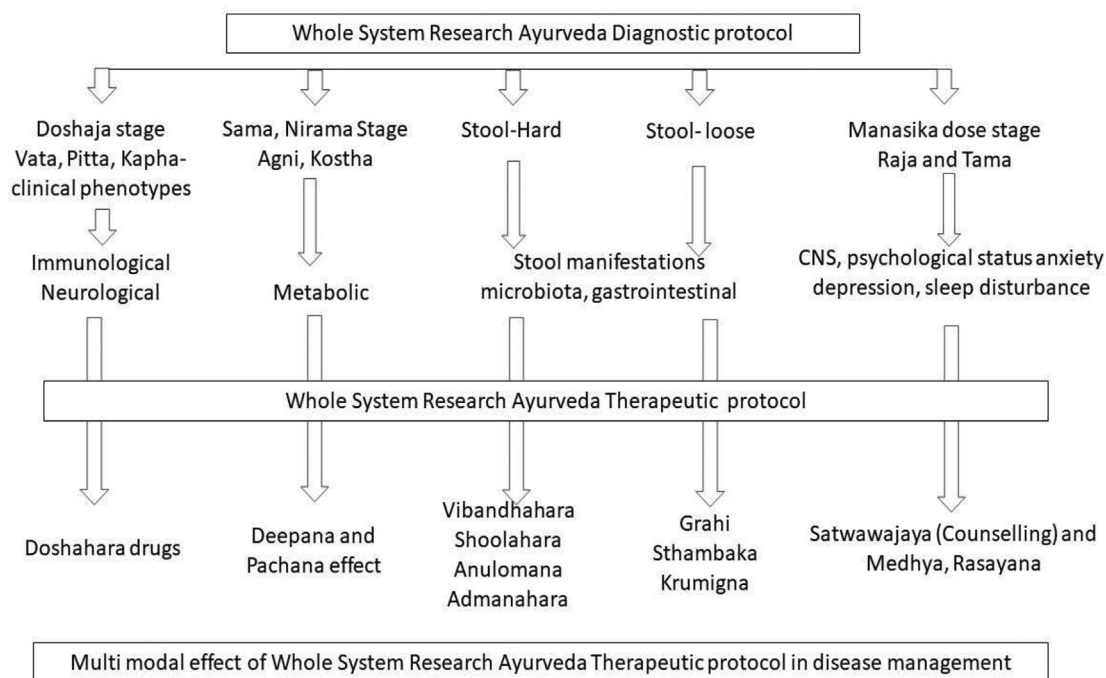 Whole System Research Ayurveda Diagnostic protocol
Doshaja stage
Vata, Pitta, Kapha-
clinical phenotypes
Sama, Nirama Stage
Agni, Kostha
Stool-Hard
Stool- loose
Manasika dose stage
Raja and Tama
Immunological
Neurological
Metabolic
Stool manifestations
microbiota, gastrointestinal
CNS, psychological status anxiety
depression, sleep disturbance
Whole System Research Ayurveda Therapeutic protocol
Doshahara drugs
Deepana and
Pachana effect
Vibandhahara
Shoolahara
Anulomana
Admanahara
Grahi
Sthambaka
Krumigna
Satwawajaya (Counselling) and
Medhya, Rasayana
Multi modal effect of Whole System Research Ayurveda Therapeutic protocol in disease management